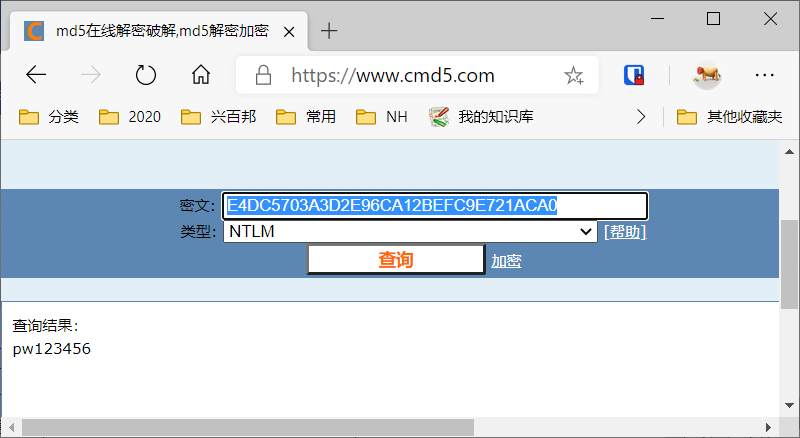 md5在线解密破解,md5解密加密
https://www.cmd5.com
分类 2020 兴百邦 常用 NH 我的知识库 其他收藏夹
密文: E4DC5703A3D2E96CA12BEFC9E721ACA0
类型: NTLM [帮助]
查询 加密
查询结果:
pw123456